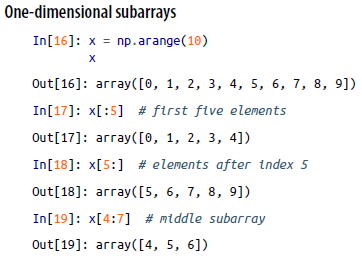 One-dimensional subarrays
In[16]: x = np.arange(10)
x
Out[16]: array([0, 1, 2, 3, 4, 5, 6, 7, 8, 9])
In[17]: x[:5]  # first five elements
Out[17]: array([0, 1, 2, 3, 4])
In[18]: x[5:]  # elements after index 5
Out[18]: array([5, 6, 7, 8, 9])
In[19]: x[4:7]  # middle subarray
Out[19]: array([4, 5, 6])